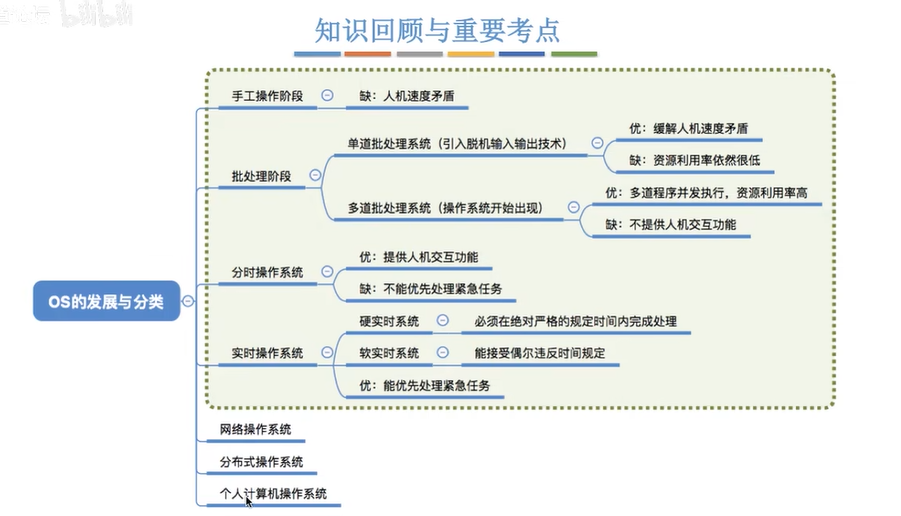 bilibili
知识回顾与重要考点
手工操作阶段
缺：人机速度矛盾
批处理阶段
单道批处理系统（引入脱机输入输出技术）
优：缓解人机速度矛盾
缺：资源利用率依然很低
多道批处理系统（操作系统开始出现）
优：多道程序并发执行，资源利用率高
缺：不提供人机交互功能
OS的发展与分类
分时操作系统
优：提供人机交互功能
缺：不能优先处理紧急任务
实时操作系统
硬实时系统
必须在绝对严格的规定时间内完成处理
软实时系统
能接受偶尔违反时间规定
优：能优先处理紧急任务
网络操作系统
分布式操作系统
个人计算机操作系统